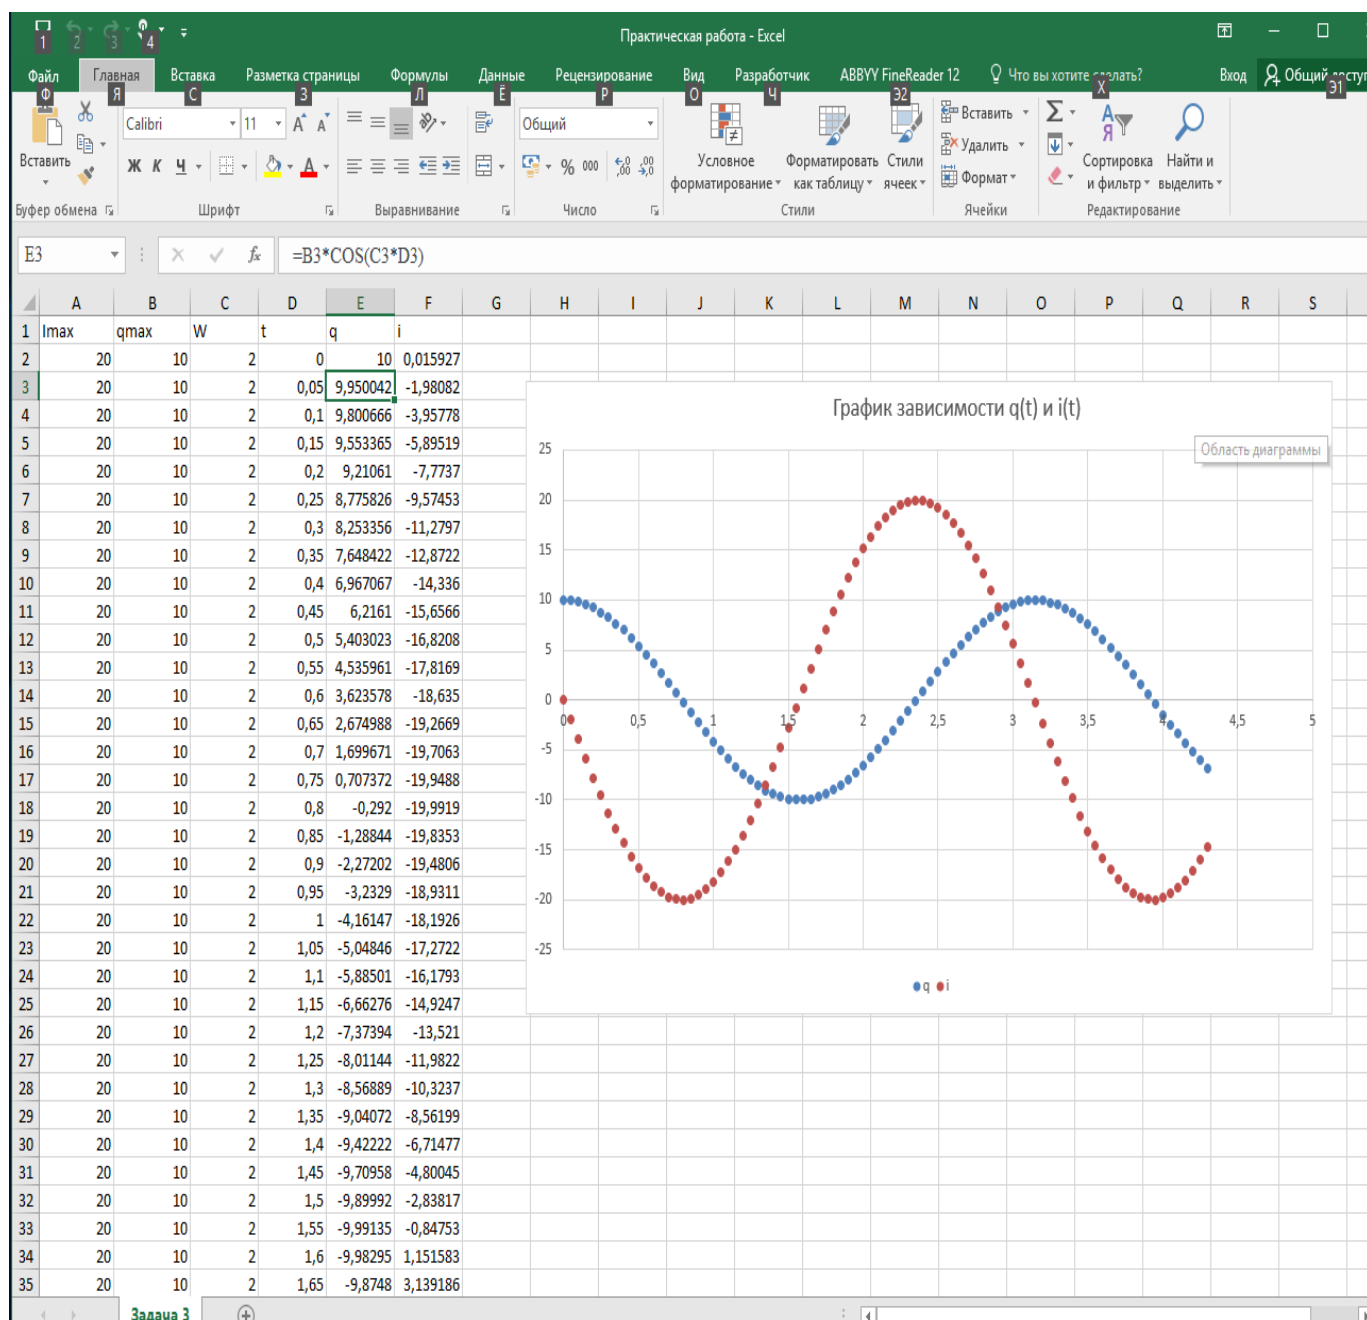 1 2 3 4 Практическая работа - Excel
Файл Главная Вставка Разметка страницы Формулы Данные Рецензирование Вид Разработчик ABBYY FineReader 12 Что вы хотите сделать? Вход Общий доступ
Ф Я С З Л Ё Р О Ч Э2 Х Э1
Calibri 11 Общий Вставить
Вставить Ж К Ч % 000 Условное форматирование Форматировать как таблицу Стили ячеек Удалить Формат Сортировка и фильтр Найти и выделить
Буфер обмена Шрифт Выравнивание Число Стили Ячейки Редактирование
E3 fx =B3*COS(C3*D3)
A B C D E F G H I J K L M N O P Q R S
1 Imax qmax W t q i
2 20 10 2 0 10 0,015927
3 20 10 2 0,05 9,950042 -1,98082
4 20 10 2 0,1 9,800666 -3,95778
5 20 10 2 0,15 9,553365 -5,89519
6 20 10 2 0,2 9,21061 -7,7737
7 20 10 2 0,25 8,775826 -9,57453
8 20 10 2 0,3 8,253356 -11,2797
9 20 10 2 0,35 7,648422 -12,8722
10 20 10 2 0,4 6,967067 -14,336
11 20 10 2 0,45 6,2161 -15,6566
12 20 10 2 0,5 5,403023 -16,8208
13 20 10 2 0,55 4,535961 -17,8169
14 20 10 2 0,6 3,623578 -18,635
15 20 10 2 0,65 2,674988 -19,2669
16 20 10 2 0,7 1,699671 -19,7063
17 20 10 2 0,75 0,707372 -19,9488
18 20 10 2 0,8 -0,292 -19,9919
19 20 10 2 0,85 -1,28844 -19,8353
20 20 10 2 0,9 -2,27202 -19,4806
21 20 10 2 0,95 -3,2329 -18,9311
22 20 10 2 1 -4,16147 -18,1926
23 20 10 2 1,05 -5,04846 -17,2722
24 20 10 2 1,1 -5,88501 -16,1793
25 20 10 2 1,15 -6,66276 -14,9247
26 20 10 2 1,2 -7,37394 -13,521
27 20 10 2 1,25 -8,01144 -11,9822
28 20 10 2 1,3 -8,56889 -10,3237
29 20 10 2 1,35 -9,04072 -8,56199
30 20 10 2 1,4 -9,42222 -6,71477
31 20 10 2 1,45 -9,70958 -4,80045
32 20 10 2 1,5 -9,89992 -2,83817
33 20 10 2 1,55 -9,99135 -0,84753
34 20 10 2 1,6 -9,98295 1,151583
35 20 10 2 1,65 -9,8748 3,139186
График зависимости q(t) и i(t)
Область диаграммы
25
20
15
10
5
0
-5
-10
-15
-20
-25
0 0,5 1 1,5 2 2,5 3 3,5 4 4,5 5
q i
Задача 3